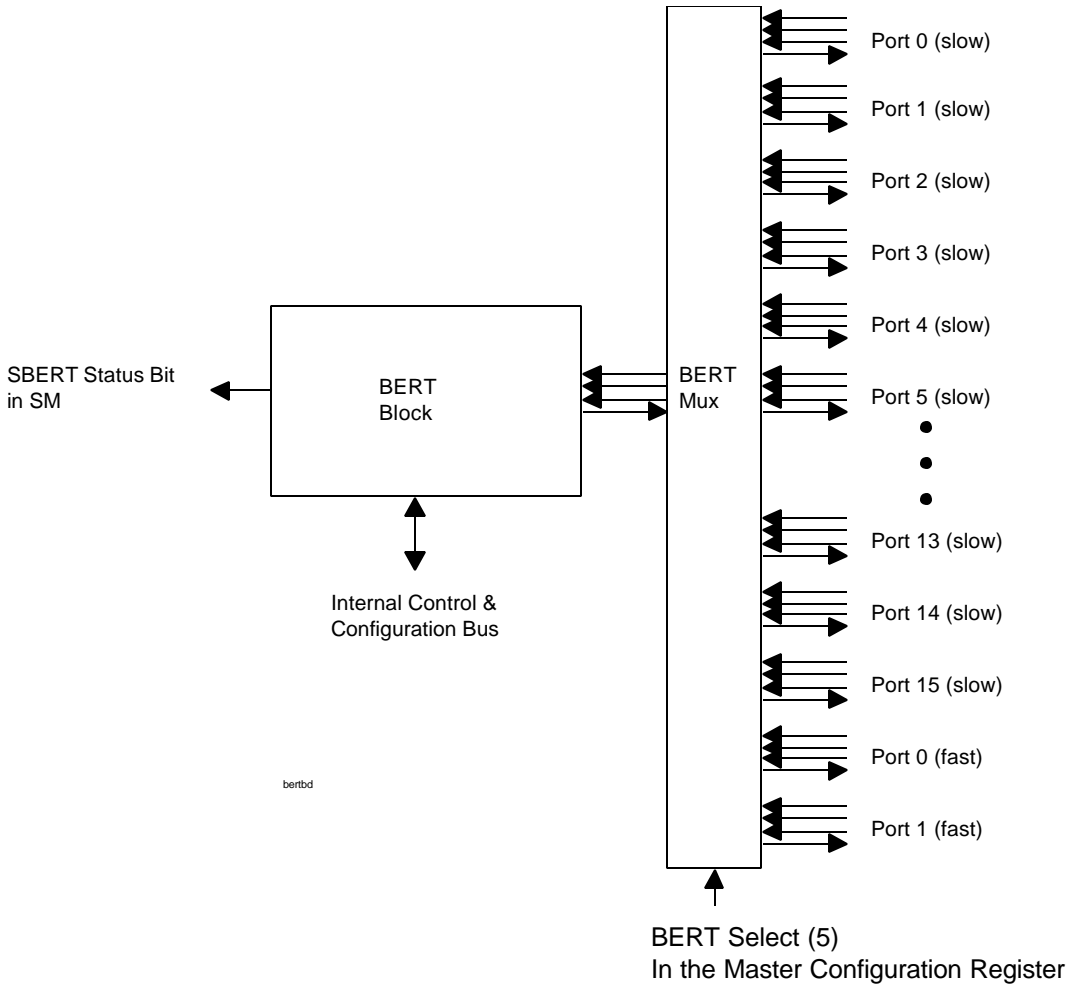 Port 0 (slow)
Port 1 (slow)
Port 2 (slow)
Port 3 (slow)
Port 4 (slow)
SBERT Status Bit
in SM
BERT
Block
BERT
Mux
Port 5 (slow)
Port 13 (slow)
Internal Control &
Configuration Bus
Port 14 (slow)
Port 15 (slow)
Port 0 (fast)
bertbd
Port 1 (fast)
BERT Select (5)
In the Master Configuration Register